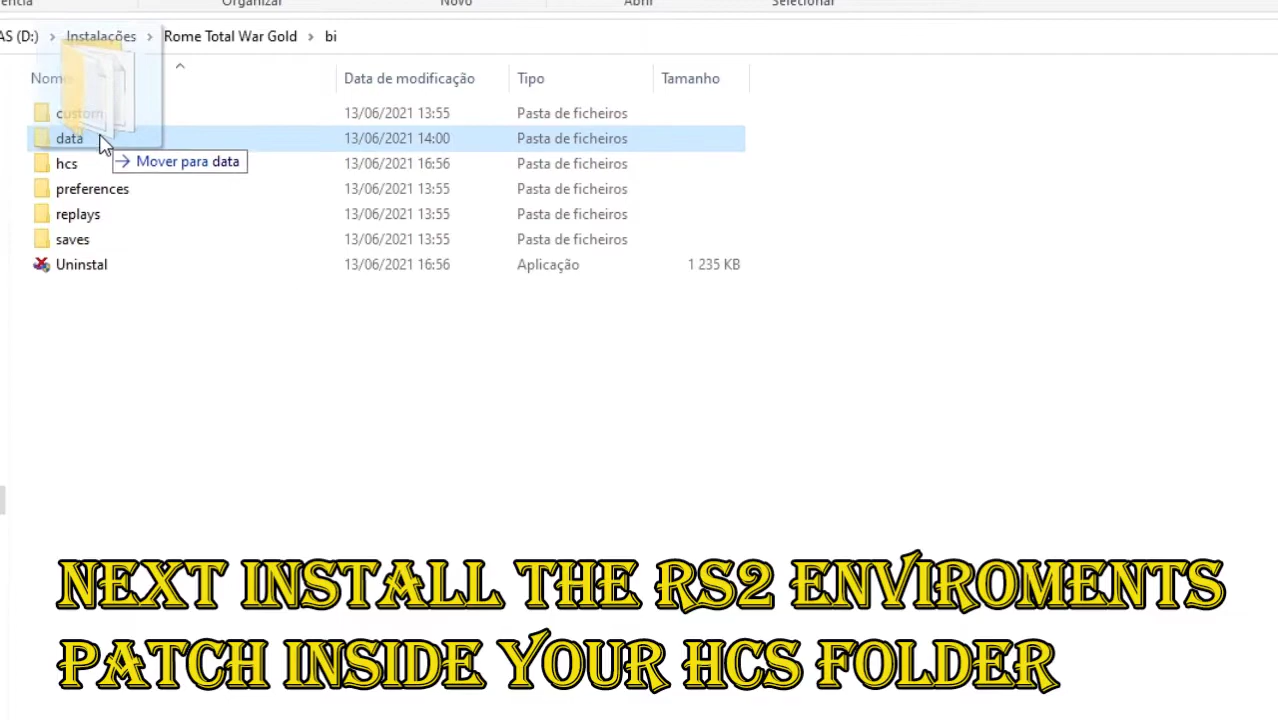 Organizar Novo Abrir Selecionar
AS (D:) > Instalações > Rome Total War Gold > bi
Nome Data de modificação Tipo Tamanho
custom 13/06/2021 13:55 Pasta de ficheiros
data 13/06/2021 14:00 Pasta de ficheiros
Mover para data
hcs 13/06/2021 16:56 Pasta de ficheiros
preferences 13/06/2021 13:55 Pasta de ficheiros
replays 13/06/2021 13:55 Pasta de ficheiros
saves 13/06/2021 13:55 Pasta de ficheiros
Uninstal 13/06/2021 16:56 Aplicação 1 235 KB
NEXT INSTALL THE RS2 ENVIROMENTS
PATCH INSIDE YOUR HCS FOLDER